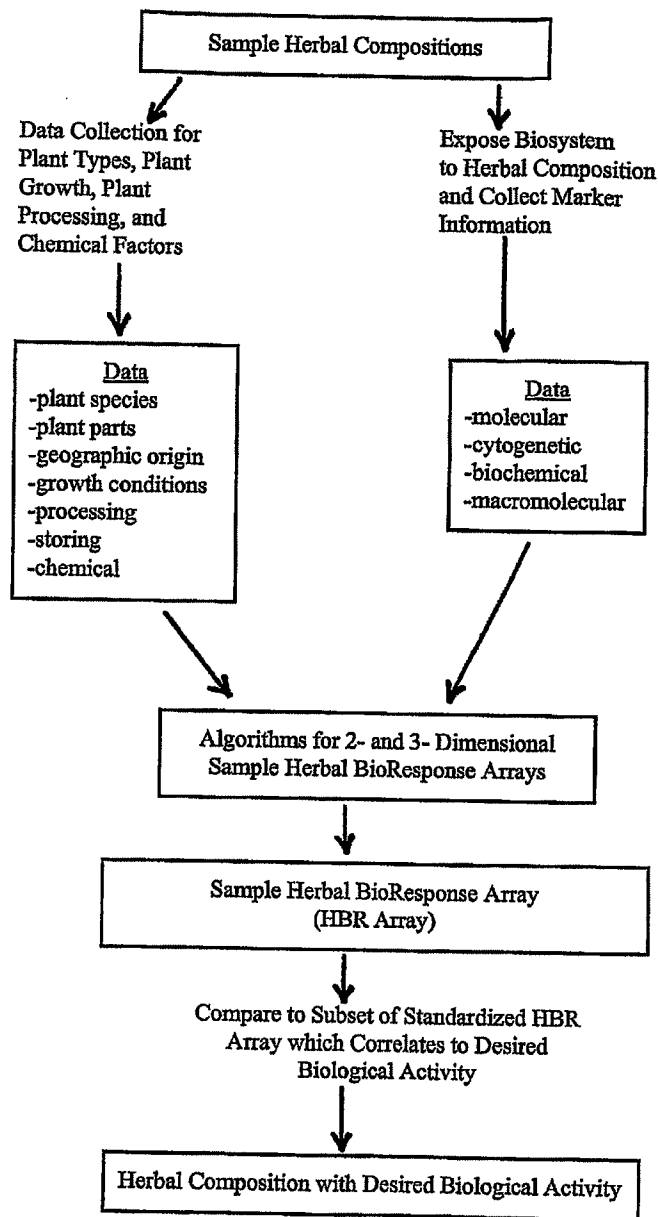 Sample Herbal Compositions
Data Collection for
Plant Types, Plant
Growth, Plant
Processing, and
Chemical Factors
Expose Biosystem
to Herbal Composition
and Collect Marker
Information
Data
-plant species
-plant parts
-geographic origin
-growth conditions
-processing
-storing
-chemical
Data
-molecular
-cytogenetic
-biochemical
-macromolecular
Algorithms for 2- and 3- Dimensional
Sample Herbal BioResponse Arrays
Sample Herbal BioResponse Array
(HBR Array)
Compare to Subset of Standardized HBR
Array which Correlates to Desired
Biological Activity
Herbal Composition with Desired Biological Activity